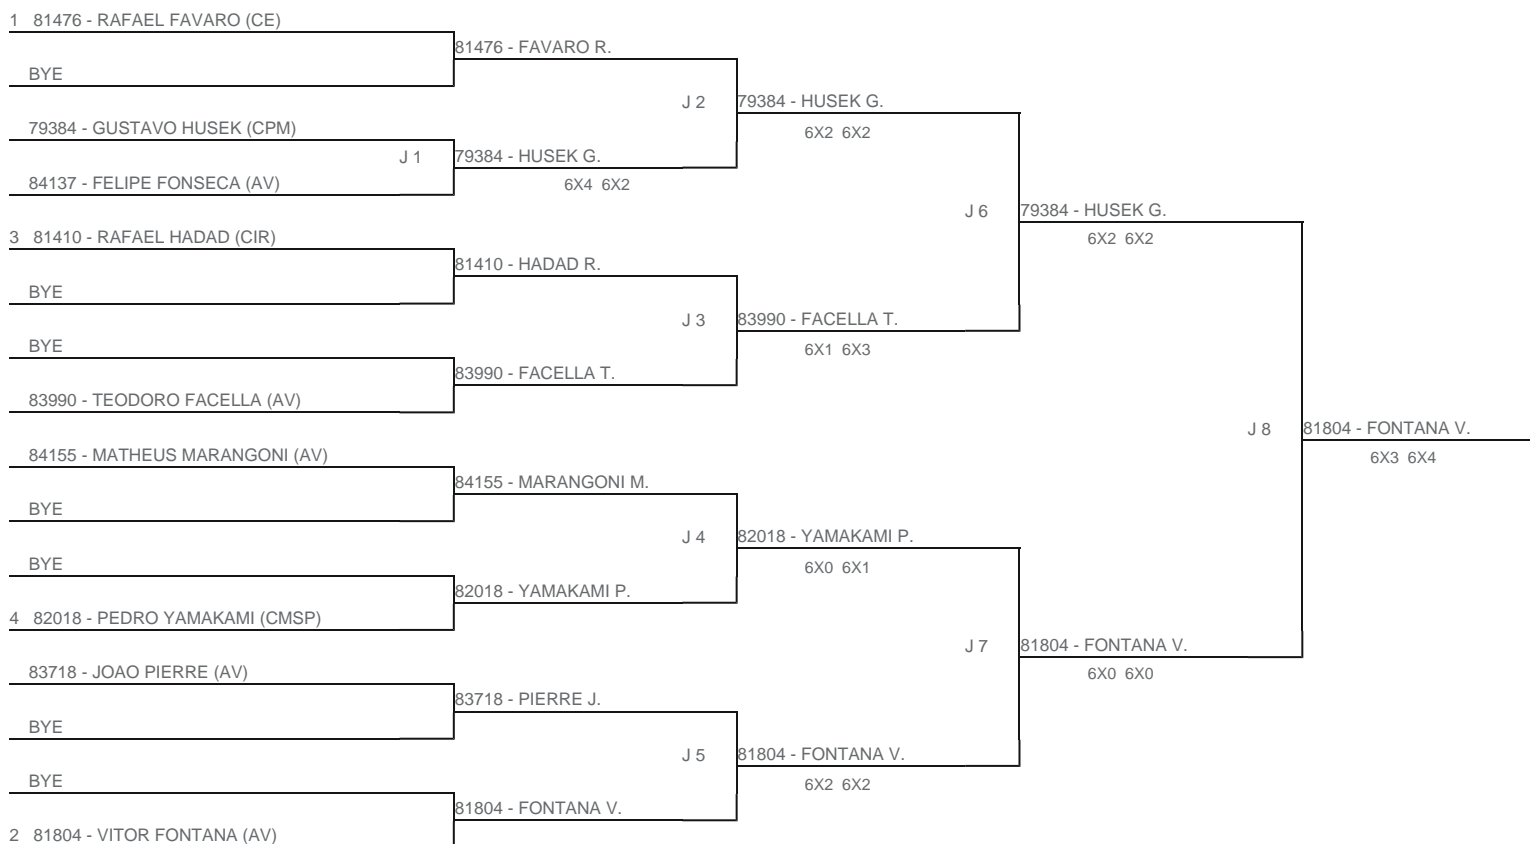 1 81476 - RAFAEL FAVARO (CE)
81476 - FAVARO R.
BYE
J 2
79384 - HUSEK G.
79384 - GUSTAVO HUSEK (CPM)
6X2 6X2
J 1
79384 - HUSEK G.
84137 - FELIPE FONSECA (AV)
6X4 6X2
J 6
79384 - HUSEK G.
3 81410 - RAFAEL HADAD (CIR)
6X2 6X2
81410 - HADAD R.
BYE
J 3
83990 - FACELLA T.
BYE
6X1 6X3
83990 - FACELLA T.
83990 - TEODORO FACELLA (AV)
J 8
81804 - FONTANA V.
84155 - MATHEUS MARANGONI (AV)
6X3 6X4
84155 - MARANGONI M.
BYE
J 4
82018 - YAMAKAMI P.
BYE
6X0 6X1
82018 - YAMAKAMI P.
4 82018 - PEDRO YAMAKAMI (CMSP)
J 7
81804 - FONTANA V.
83718 - JOAO PIERRE (AV)
6X0 6X0
83718 - PIERRE J.
BYE
J 5
81804 - FONTANA V.
BYE
6X2 6X2
81804 - FONTANA V.
2 81804 - VITOR FONTANA (AV)